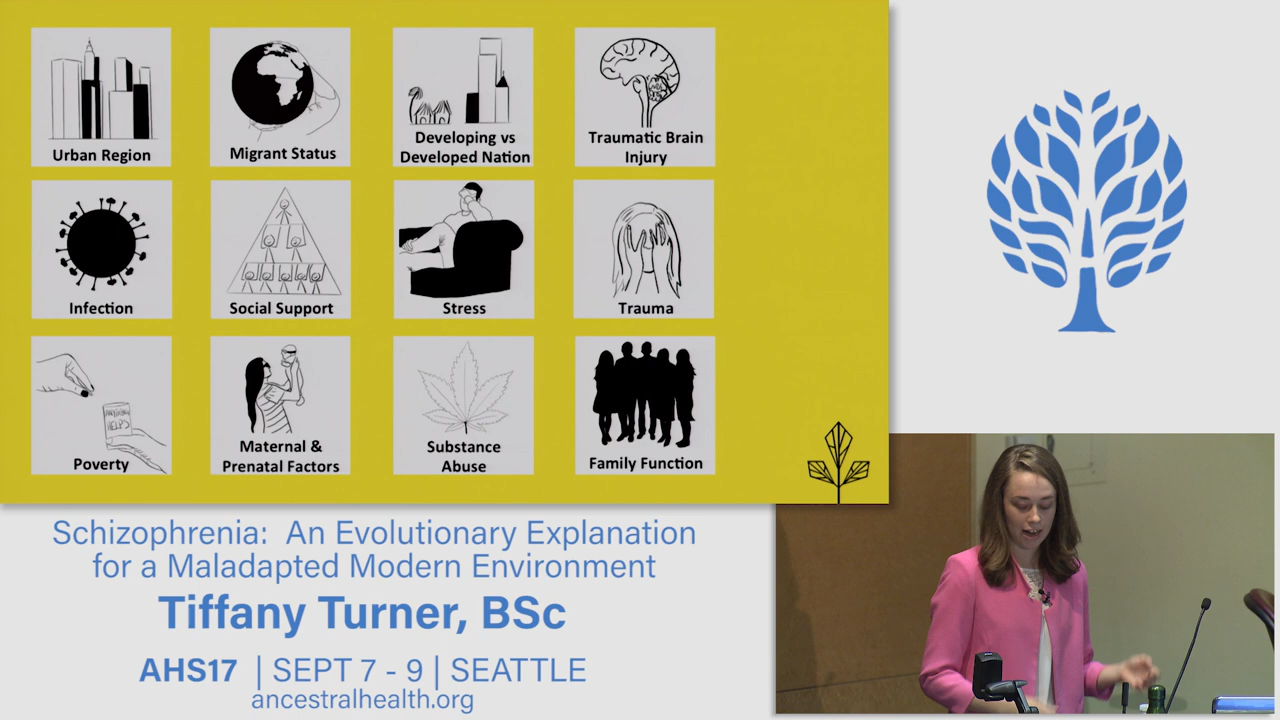 Urban Region
Migrant Status
Developing vs
Developed Nation
Traumatic Brain
Injury
Infection
Social Support
Stress
Trauma
Poverty
Maternal &
Prenatal Factors
Substance
Abuse
Family Function
Schizophrenia: An Evolutionary Explanation
for a Maladapted Modern Environment
Tiffany Turner, BSc
AHS17 | SEPT 7 - 9 | SEATTLE
ancestralhealth.org